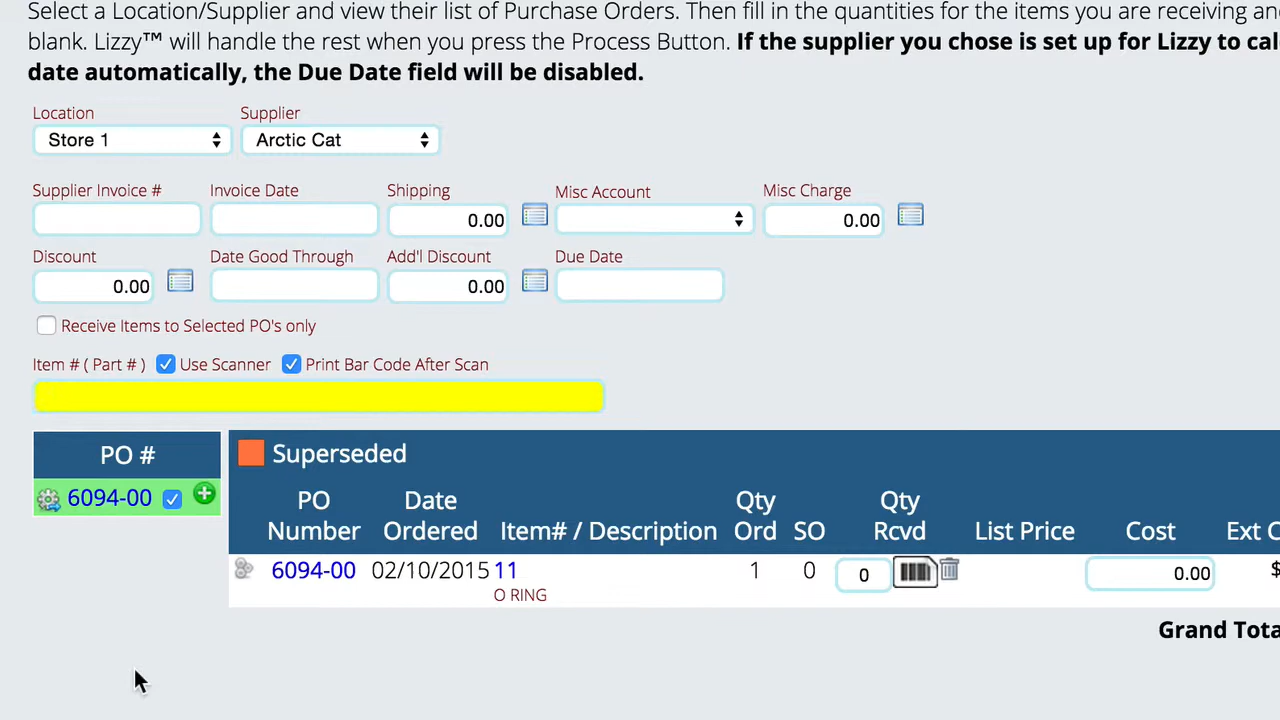 Select a Location/Supplier and view their list of Purchase Orders. Then fill in the quantities for the items you are receiving and
blank. Lizzy™ will handle the rest when you press the Process Button. If the supplier you chose is set up for Lizzy to cal
date automatically, the Due Date field will be disabled.
Location Supplier
Store 1 Arctic Cat
Supplier Invoice # Invoice Date Shipping Misc Account Misc Charge
0.00 0.00
Discount Date Good Through Add'l Discount Due Date
0.00 0.00
Receive Items to Selected PO's only
Item # ( Part # ) Use Scanner Print Bar Code After Scan
PO # Superseded
6094-00
PO Number Date Ordered Item# / Description Qty Ord SO Qty Rcvd List Price Cost Ext C
6094-00 02/10/2015 11 1 0 0 0.00 $
O RING
Grand Tota